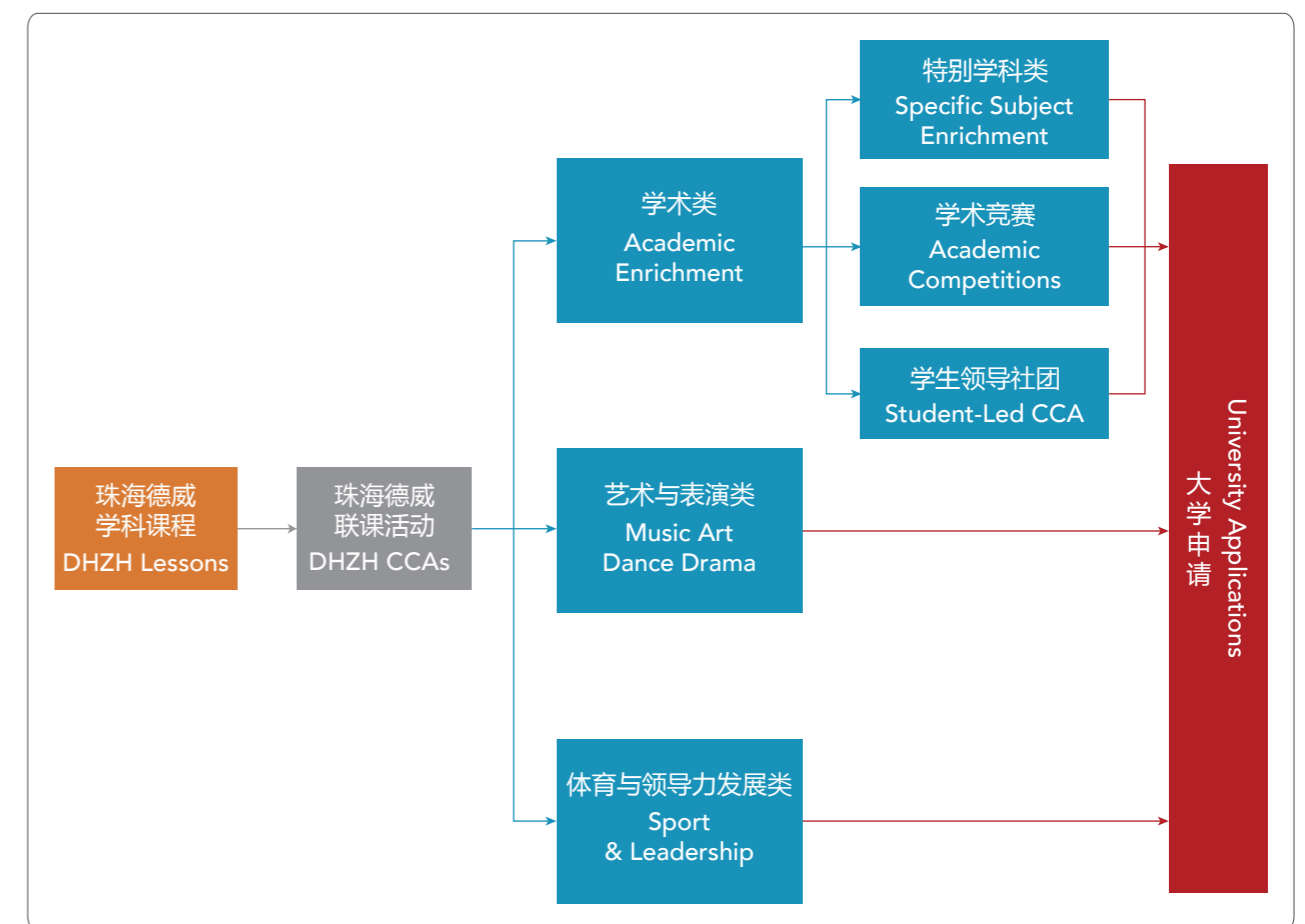 珠海德威
学科课程
DHZH Lessons
珠海德威
联课活动
DHZH CCAs
学术类
Academic
Enrichment
艺术与表演类
Music Art
Dance Drama
体育与领导力发展类
Sport
& Leadership
特别学科类
Specific Subject
Enrichment
学术竞赛
Academic
Competitions
学生领导社团
Student-Led CCA
大学申请
University Applications